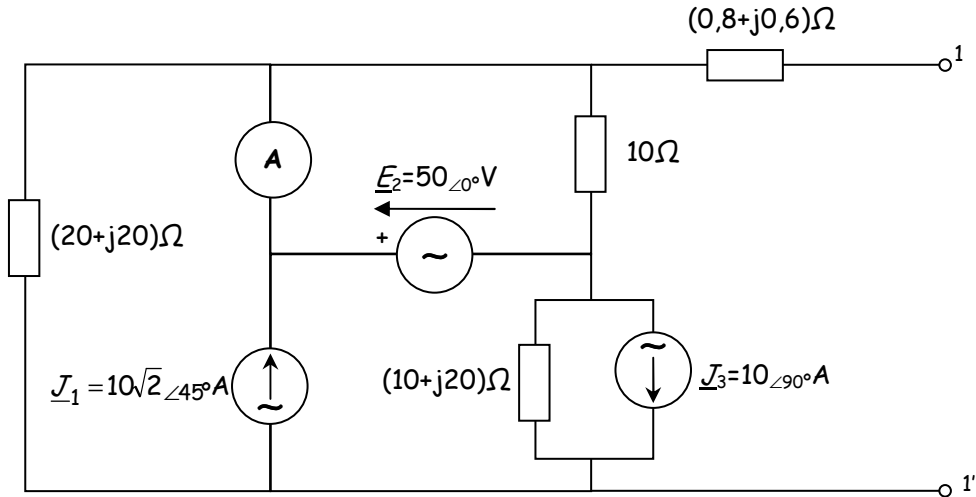 (0,8+j0,6)Ω
1
A
10Ω
E2=50∠0°V
+
(20+j20)Ω
~
~
J1 = 10√2∠45°A
~
(10+j20)Ω
J3=10∠90°A
1'